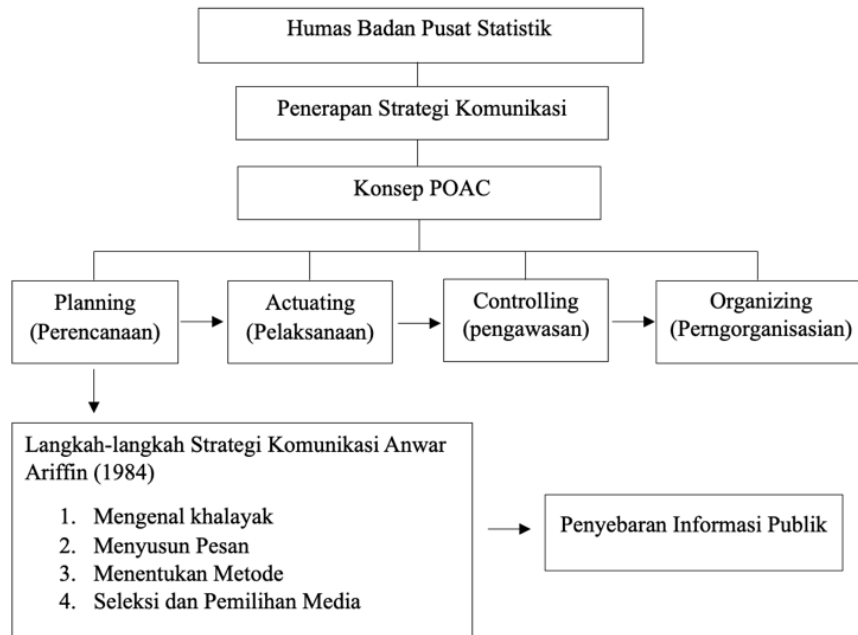 Humas Badan Pusat Statistik
Penerapan Strategi Komunikasi
Konsep POAC
Planning
(Perencanaan)
Actuating
(Pelaksanaan)
Controlling
(pengawasan)
Organizing
(Perngorganisasian)
Langkah-langkah Strategi Komunikasi Anwar
Ariffin (1984)
1. Mengenal khalayak
2. Menyusun Pesan
3. Menentukan Metode
4. Seleksi dan Pemilihan Media
Penyebaran Informasi Publik